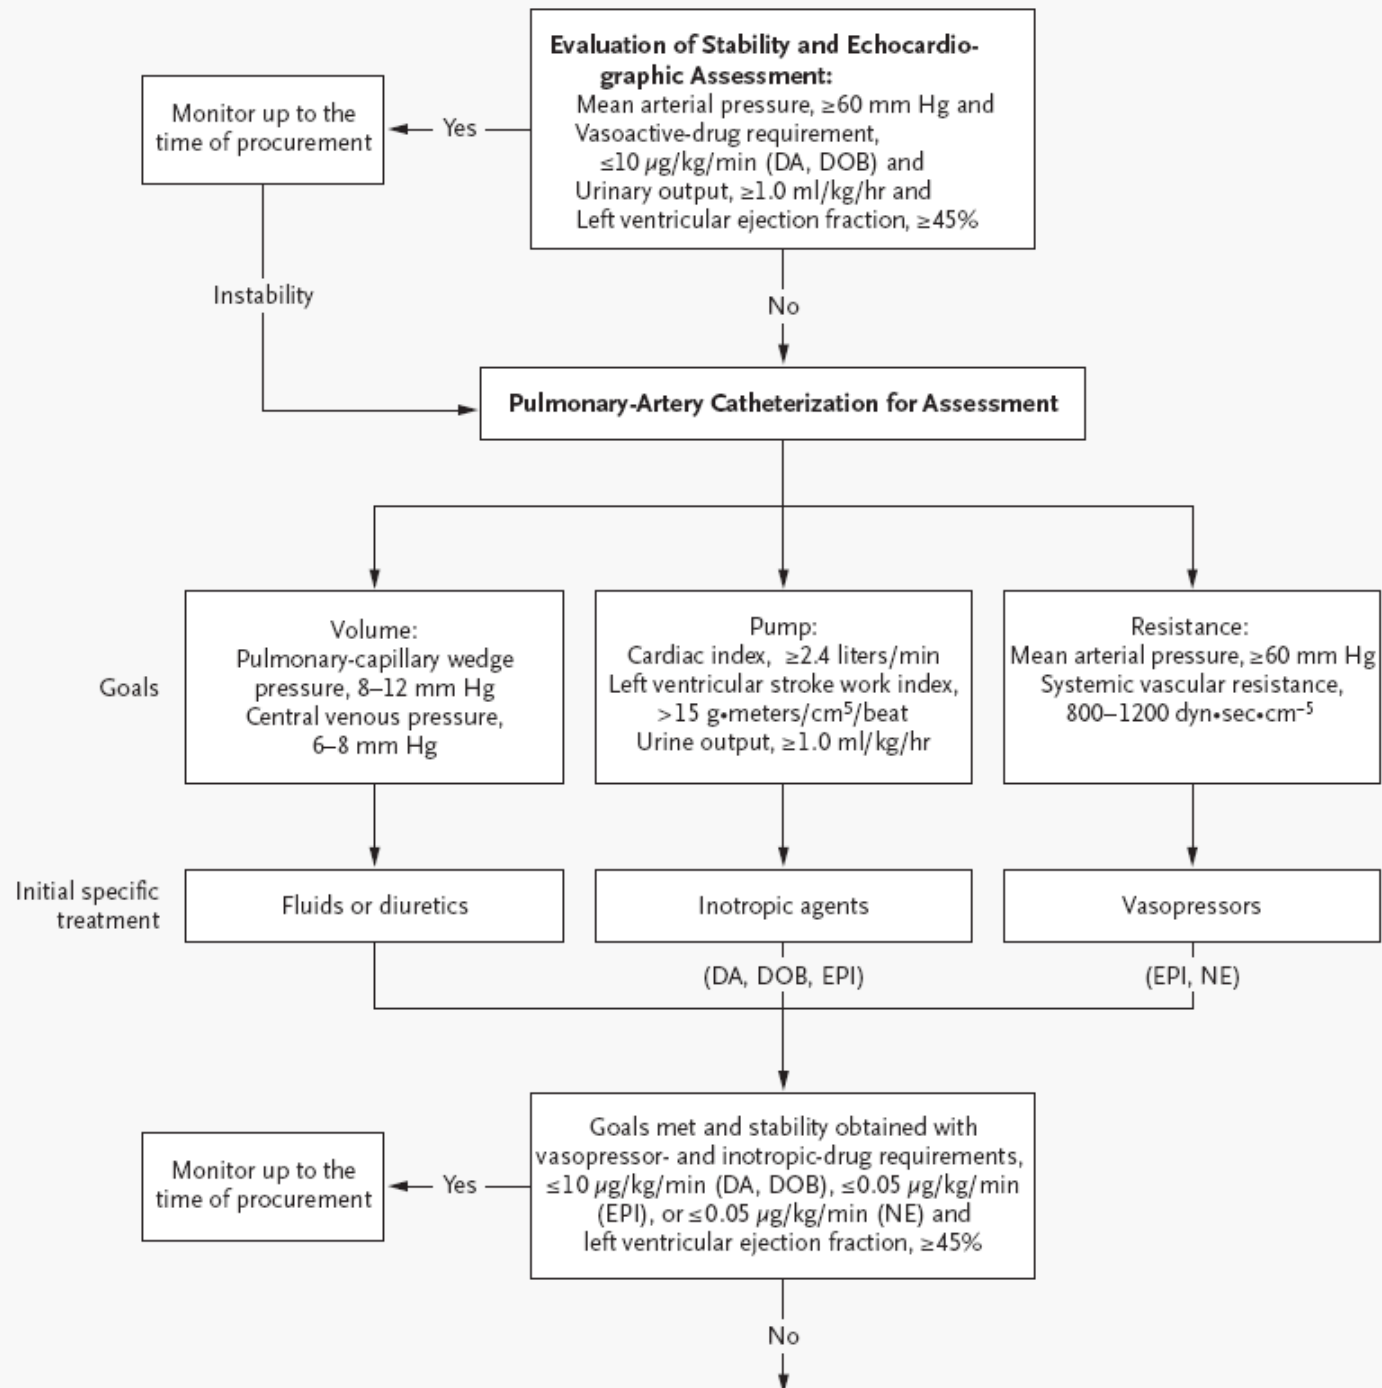 Evaluation of Stability and Echocardio-
graphic Assessment:
Mean arterial pressure, ≥60 mm Hg and
Vasoactive-drug requirement,
≤10 µg/kg/min (DA, DOB) and
Urinary output, ≥1.0 ml/kg/hr and
Left ventricular ejection fraction, ≥45%
Yes
Monitor up to the
time of procurement
Instability
No
Pulmonary-Artery Catheterization for Assessment
Goals
Volume:
Pulmonary-capillary wedge
pressure, 8–12 mm Hg
Central venous pressure,
6–8 mm Hg
Pump:
Cardiac index, ≥2.4 liters/min
Left ventricular stroke work index,
>15 g•meters/cm⁵/beat
Urine output, ≥1.0 ml/kg/hr
Resistance:
Mean arterial pressure, ≥60 mm Hg
Systemic vascular resistance,
800–1200 dyn•sec•cm⁻⁵
Initial specific
treatment
Fluids or diuretics
Inotropic agents
Vasopressors
(DA, DOB, EPI)
(EPI, NE)
Goals met and stability obtained with
vasopressor- and inotropic-drug requirements,
≤10 µg/kg/min (DA, DOB), ≤0.05 µg/kg/min
(EPI), or ≤0.05 µg/kg/min (NE) and
left ventricular ejection fraction, ≥45%
Yes
Monitor up to the
time of procurement
No